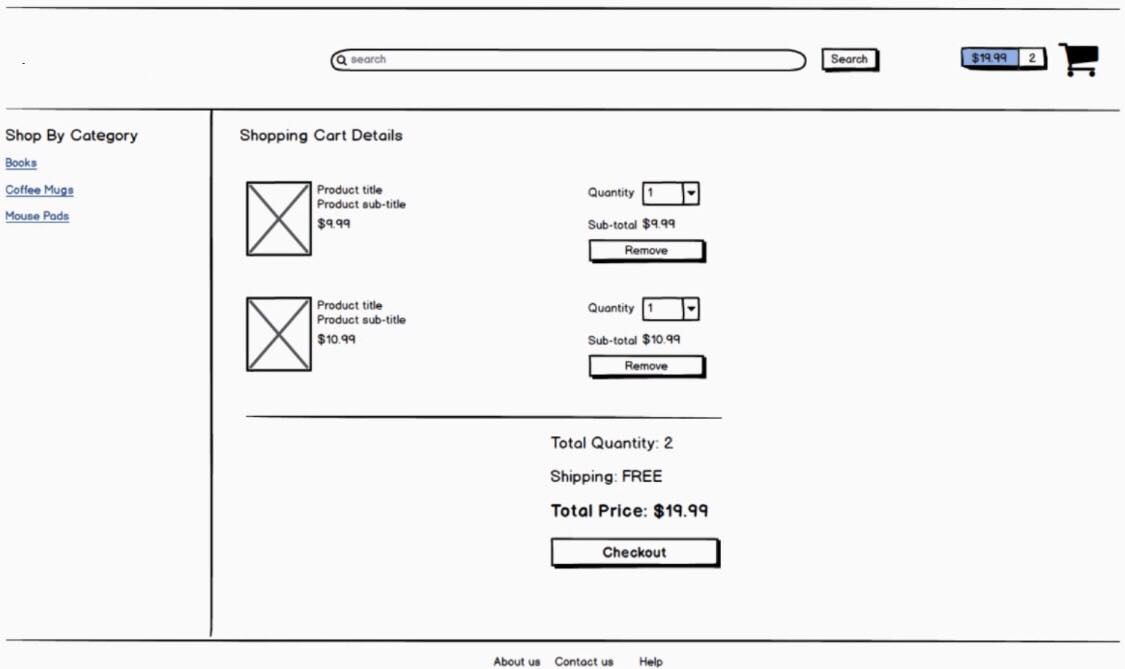 search
Search
$19.99 2
Shop By Category
Books
Coffee Mugs
Mouse Pads
Shopping Cart Details
Product title
Product sub-title
$9.99
Quantity 1
Sub-total $9.99
Remove
Product title
Product sub-title
$10.99
Quantity 1
Sub-total $10.99
Remove
Total Quantity: 2
Shipping: FREE
Total Price: $19.99
Checkout
About us Contact us Help